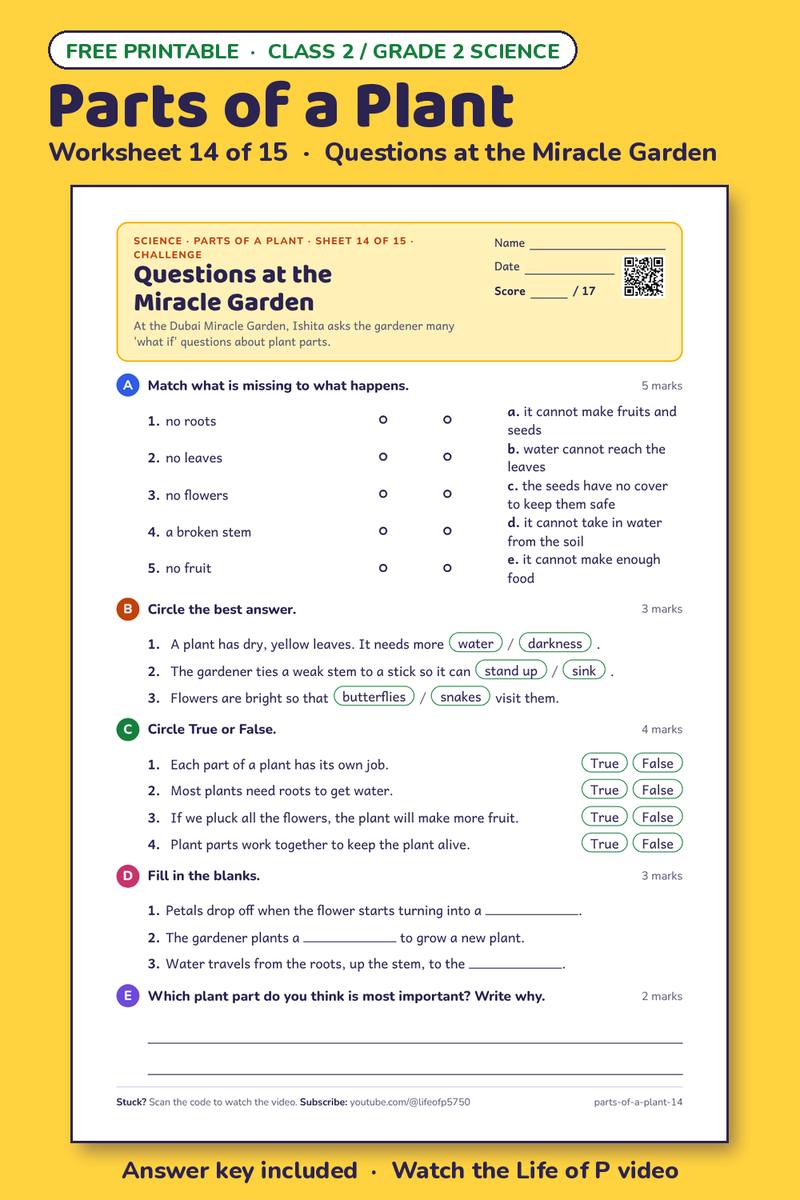 FREE PRINTABLE · CLASS 2 / GRADE 2 SCIENCE
Parts of a Plant
Worksheet 14 of 15 · Questions at the Miracle Garden
SCIENCE · PARTS OF A PLANT · SHEET 14 OF 15 ·
CHALLENGE
Questions at the
Miracle Garden
At the Dubai Miracle Garden, Ishita asks the gardener many
'what if' questions about plant parts.
Name
Date
Score / 17
A Match what is missing to what happens. 5 marks
1. no roots
a. it cannot make fruits and
seeds
2. no leaves
b. water cannot reach the
leaves
3. no flowers
c. the seeds have no cover
to keep them safe
4. a broken stem
d. it cannot take in water
from the soil
5. no fruit
e. it cannot make enough
food
B Circle the best answer. 3 marks
1. A plant has dry, yellow leaves. It needs more water / darkness .
2. The gardener ties a weak stem to a stick so it can stand up / sink .
3. Flowers are bright so that butterflies / snakes visit them.
C Circle True or False. 4 marks
1. Each part of a plant has its own job. True False
2. Most plants need roots to get water. True False
3. If we pluck all the flowers, the plant will make more fruit. True False
4. Plant parts work together to keep the plant alive. True False
D Fill in the blanks. 3 marks
1. Petals drop off when the flower starts turning into a ____________.
2. The gardener plants a ____________ to grow a new plant.
3. Water travels from the roots, up the stem, to the ____________.
E Which plant part do you think is most important? Write why. 2 marks
Stuck? Scan the code to watch the video. Subscribe: youtube.com/@lifeofp5750 parts-of-a-plant-14
Answer key included · Watch the Life of P video